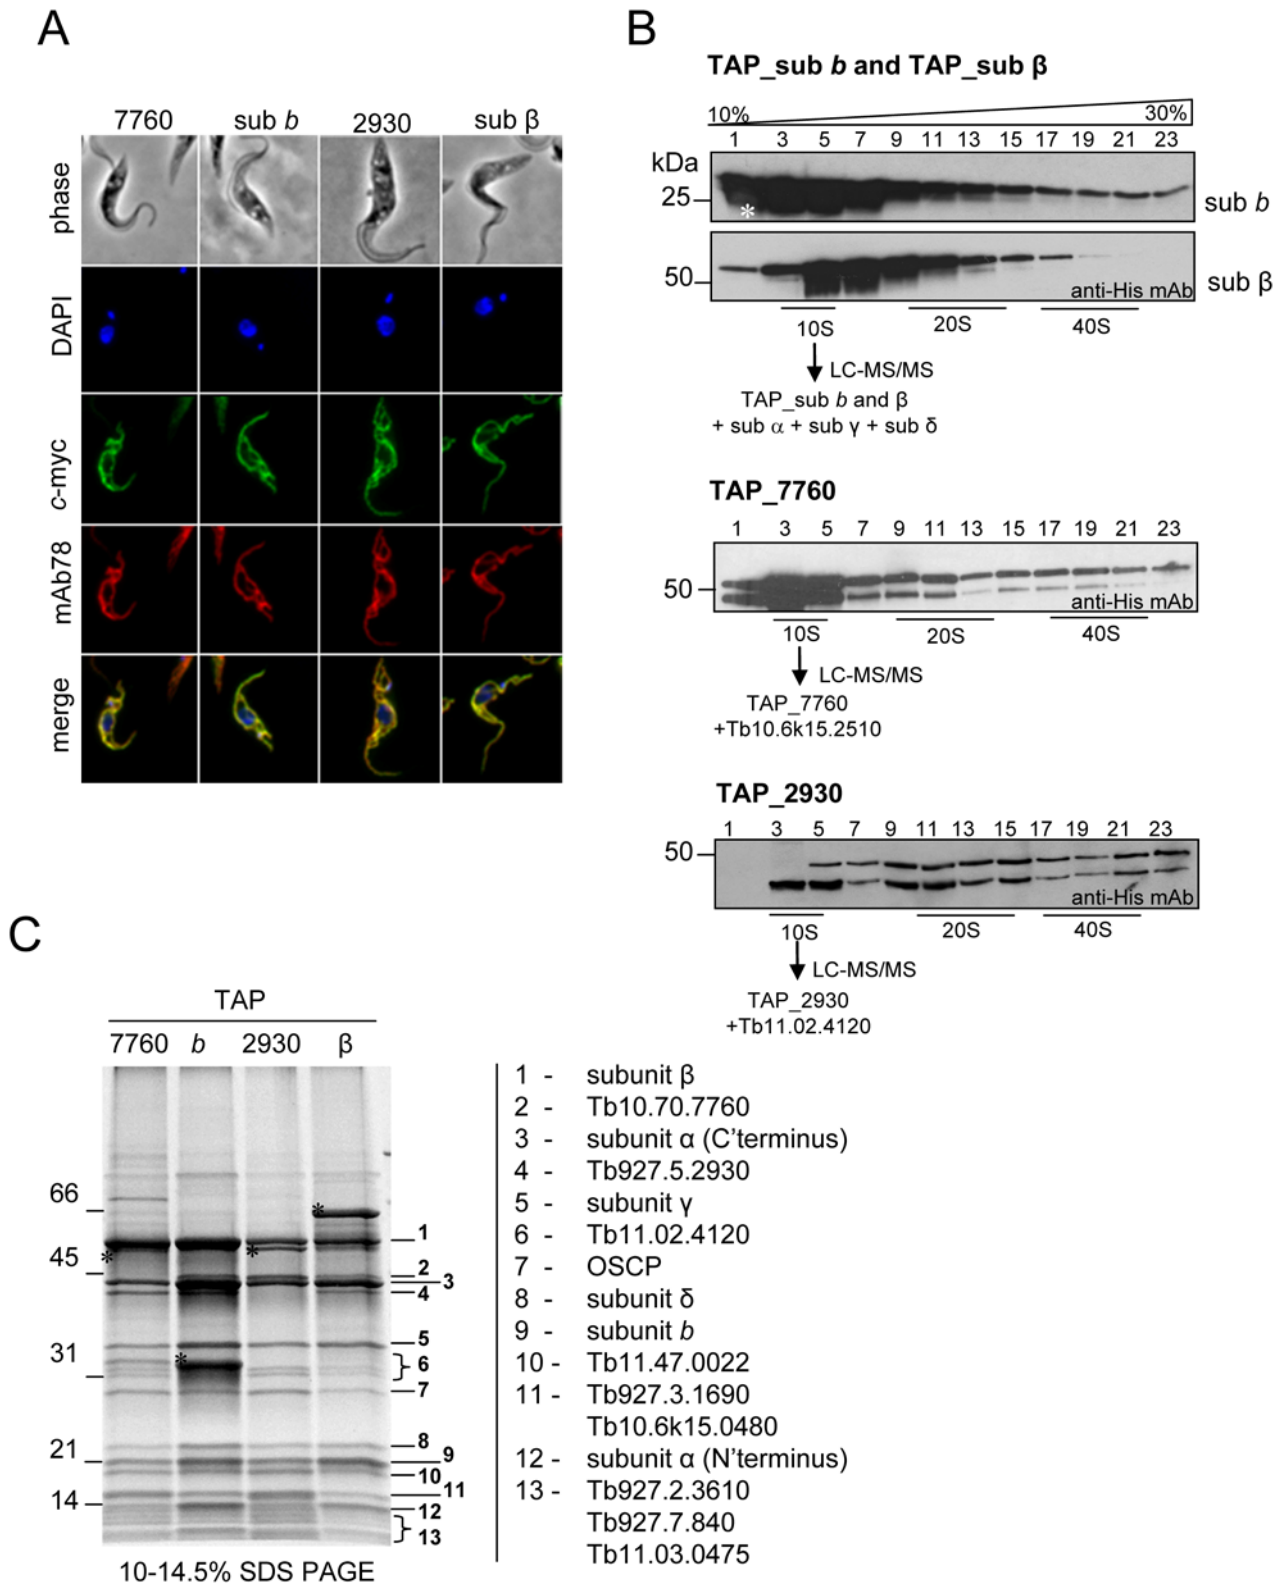 A
7760 sub b 2930 sub β
phase
DAPI
c-myc
mAb78
merge
B
TAP_sub b and TAP_sub β
10% 30%
1 3 5 7 9 11 13 15 17 19 21 23
kDa
25
*
sub b
50
anti-His mAb
sub β
10S 20S 40S
LC-MS/MS
TAP_sub b and β
+ sub α + sub γ + sub δ
TAP_7760
1 3 5 7 9 11 13 15 17 19 21 23
50
anti-His mAb
10S 20S 40S
LC-MS/MS
TAP_7760
+Tb10.6k15.2510
TAP_2930
1 3 5 7 9 11 13 15 17 19 21 23
50
anti-His mAb
10S 20S 40S
LC-MS/MS
TAP_2930
+Tb11.02.4120
C
TAP
7760 b 2930 β
66
45
31
21
14
*
*
*
*
1
2
3
4
5
6
7
8
9
10
11
12
13
10-14.5% SDS PAGE
1 - subunit β
2 - Tb10.70.7760
3 - subunit α (C'terminus)
4 - Tb927.5.2930
5 - subunit γ
6 - Tb11.02.4120
7 - OSCP
8 - subunit δ
9 - subunit b
10 - Tb11.47.0022
11 - Tb927.3.1690
Tb10.6k15.0480
12 - subunit α (N'terminus)
13 - Tb927.2.3610
Tb927.7.840
Tb11.03.0475